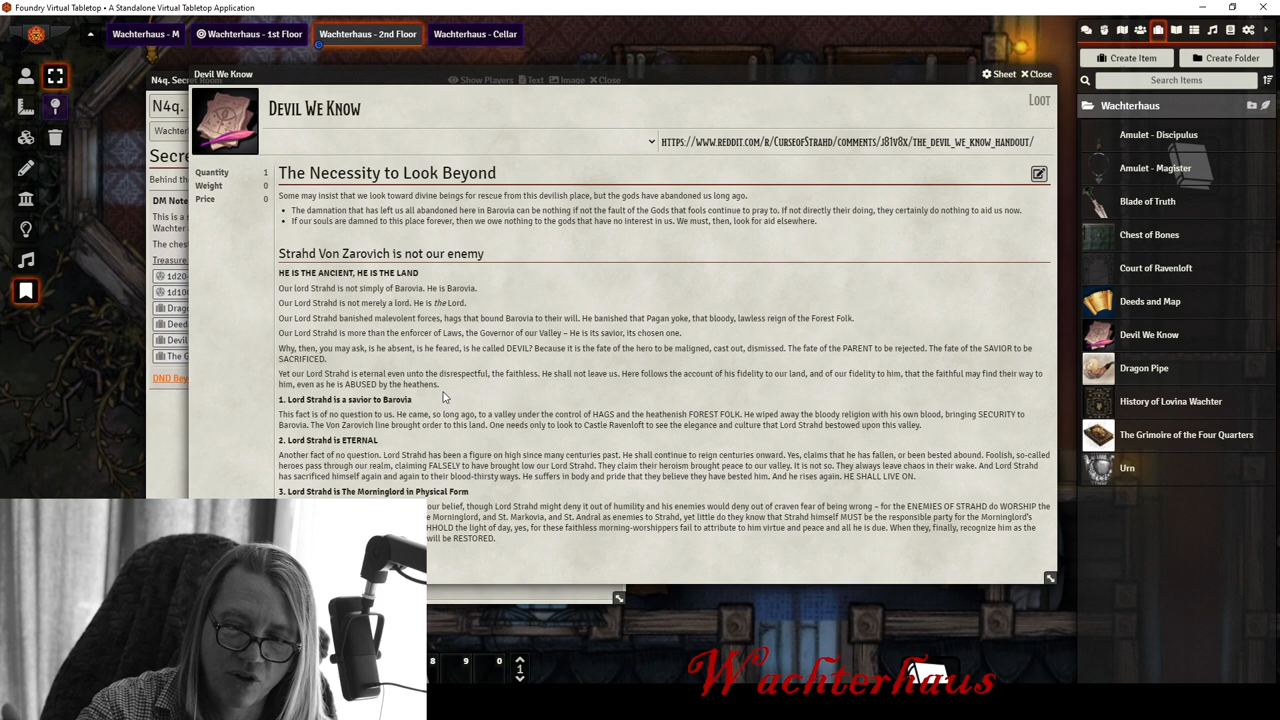 Foundry Virtual Tabletop • A Standalone Virtual Tabletop Application
Wachterhaus - M
Wachterhaus - 1st Floor
Wachterhaus - 2nd Floor
Wachterhaus - Cellar
N4q. Secret Room
Show Players Text Image Close
Devil We Know
Sheet Close
Devil We Know
Loot
https://www.reddit.com/r/CurseofStrahd/comments/j81v8x/the_devil_we_know_handout/
Quantity 1
Weight 0
Price 0
The Necessity to Look Beyond
Some may insist that we look toward divine beings for rescue from this devilish place, but the gods have abandoned us long ago.
• The damnation that has left us all abandoned here in Barovia can be nothing if not the fault of the Gods that fools continue to pray to. If not directly their doing, they certainly do nothing to aid us now.
• If our souls are damned to this place forever, then we owe nothing to the gods that have no interest in us. We must, then, look for aid elsewhere.
Strahd Von Zarovich is not our enemy
HE IS THE ANCIENT, HE IS THE LAND
Our lord Strahd is not simply of Barovia. He is Barovia.
Our Lord Strahd is not merely a lord. He is the Lord.
Our Lord Strahd banished malevolent forces, hags that bound Barovia to their will. He banished that Pagan yoke, that bloody, lawless reign of the Forest Folk.
Our Lord Strahd is more than the enforcer of Laws, the Governor of our Valley – He is its savior, its chosen one.
Why, then, you may ask, is he absent, is he feared, is he called DEVIL? Because it is the fate of the hero to be maligned, cast out, dismissed. The fate of the PARENT to be rejected. The fate of the SAVIOR to be
SACRIFICED.
Yet our Lord Strahd is eternal even unto the disrespectful, the faithless. He shall not leave us. Here follows the account of his fidelity to our land, and of our fidelity to him, that the faithful may find their way to
him, even as he is ABUSED by the heathens.
1. Lord Strahd is a savior to Barovia
This fact is of no question to us. He came, so long ago, to a valley under the control of HAGS and the heathenish FOREST FOLK. He wiped away the bloody religion with his own blood, bringing SECURITY to
Barovia. The Von Zarovich line brought order to this land. One needs only to look to Castle Ravenloft to see the elegance and culture that Lord Strahd bestowed upon this valley.
2. Lord Strahd is ETERNAL
Another fact of no question. Lord Strahd has been a figure on high since many centuries past. He shall continue to reign centuries onward. Yes, claims that he has fallen, or been bested abound. Foolish, so-called
heroes pass through our realm, claiming FALSELY to have brought low our Lord Strahd. They claim their heroism brought peace to our valley. It is not so. They always leave chaos in their wake. And Lord Strahd
has sacrificed himself again and again to their blood-thirsty ways. He suffers in body and pride that they believe they have bested him. And he rises again. HE SHALL LIVE ON.
3. Lord Strahd is The Morninglord in Physical Form
our belief, though Lord Strahd might deny it out of humility and his enemies would deny out of craven fear of being wrong – for the ENEMIES OF STRAHD do WORSHIP the
Morninglord, and St. Markovia, and St. Andral as enemies to Strahd, yet little do they know that Strahd himself MUST be the responsible party for the Morninglord's
the light of day, yes, for these faithless morning-worshippers fail to attribute to him virtue and peace and all he is due. When they, finally, recognize him as the
will be RESTORED.
N4q.
Wachter
Secre
Behind the
DM Note
This is a
Wachter
The ches
Treasure
1d20
1d10
Drag
Deed
Devil
The G
DND Bey
Create Item
Create Folder
Search Items
Wachterhaus
Amulet - Discipulus
Amulet - Magister
Blade of Truth
Chest of Bones
Court of Ravenloft
Deeds and Map
Devil We Know
Dragon Pipe
History of Lovina Wachter
The Grimoire of the Four Quarters
Urn
8 9 0
1
Wachterhaus